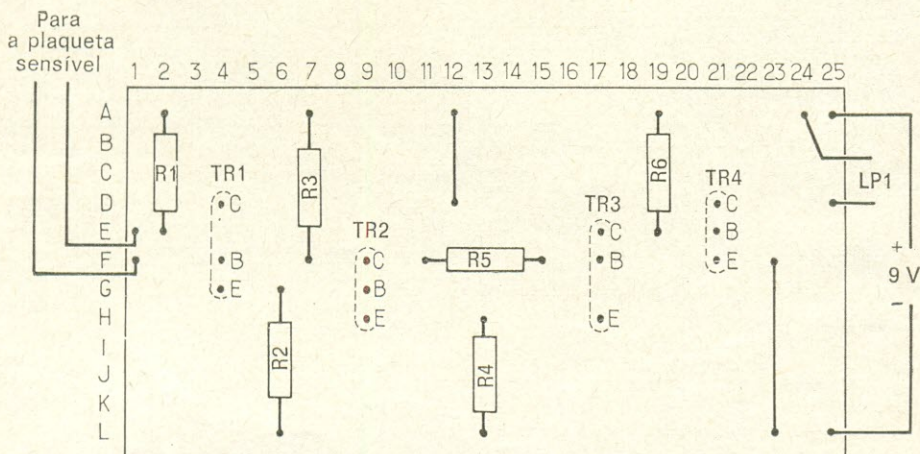 Para
a plaqueta
sensível
1 2 3 4 5 6 7 8 9 10 11 12 13 14 15 16 17 18 19 20 21 22 23 24 25
A
B
C
D
E
F
G
H
I
J
K
L
R1
TR1
C
B
E
R2
R3
TR2
C
B
E
R5
R4
TR3
C
B
E
R6
TR4
C
B
E
LP1
+
9 V
−